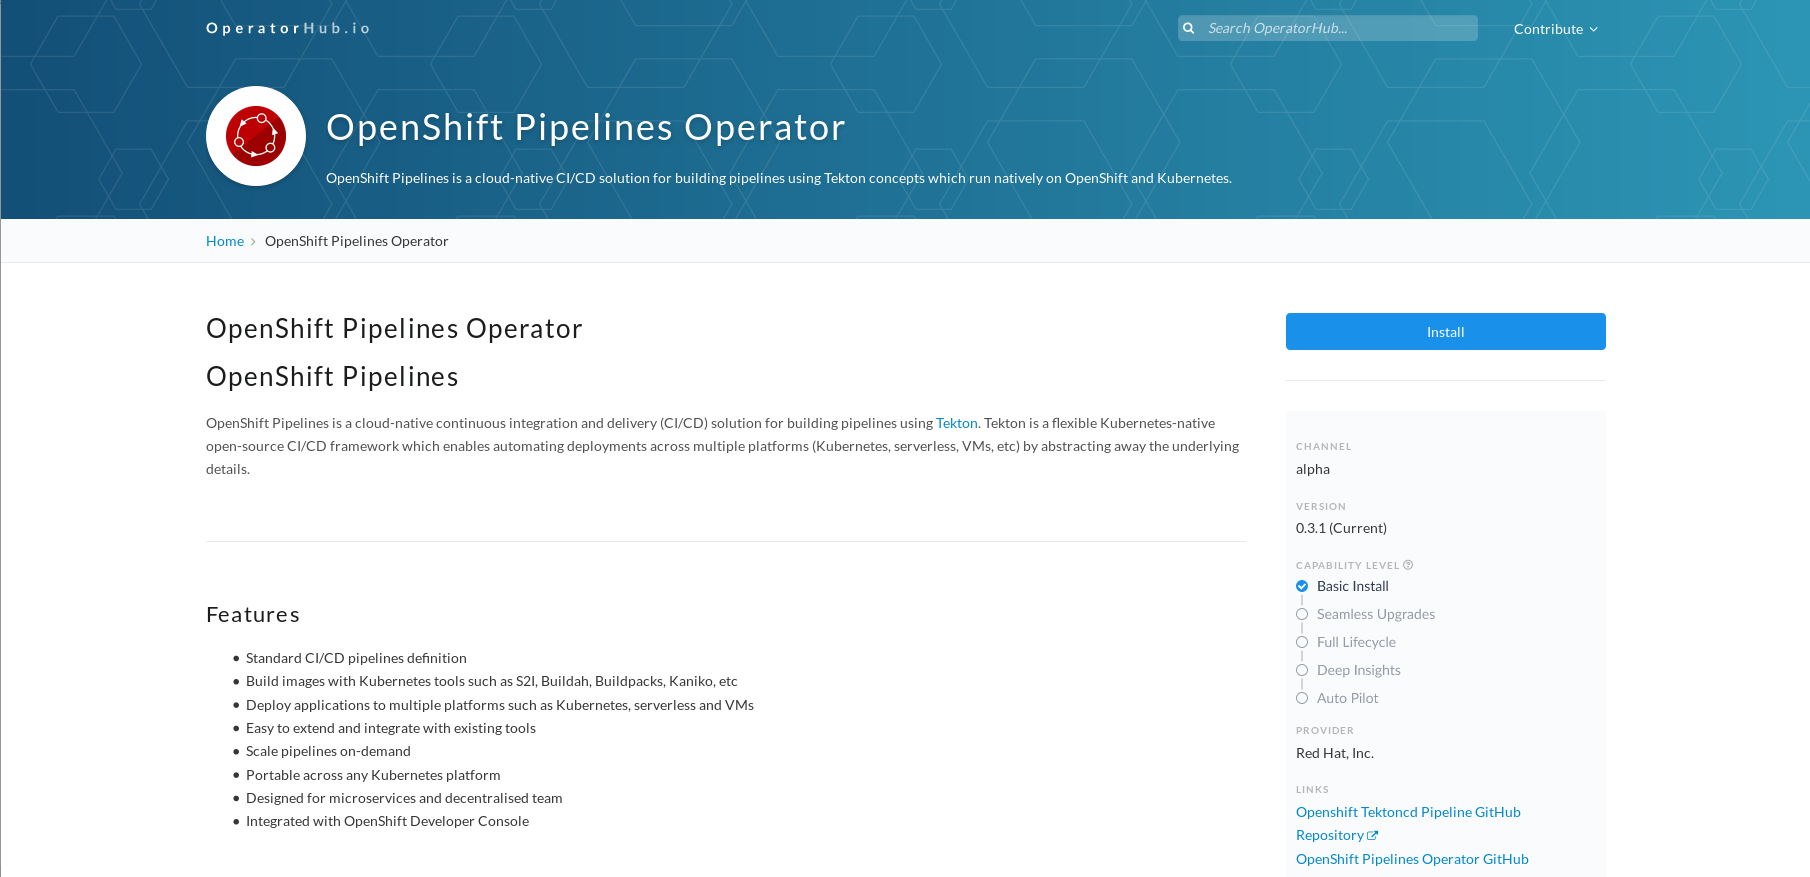 OperatorHub.io
Search OperatorHub...
Contribute
OpenShift Pipelines Operator
OpenShift Pipelines is a cloud-native CI/CD solution for building pipelines using Tekton concepts which run natively on OpenShift and Kubernetes.
Home
OpenShift Pipelines Operator
OpenShift Pipelines Operator
OpenShift Pipelines
OpenShift Pipelines is a cloud-native continuous integration and delivery (CI/CD) solution for building pipelines using Tekton. Tekton is a flexible Kubernetes-native
open-source CI/CD framework which enables automating deployments across multiple platforms (Kubernetes, serverless, VMs, etc) by abstracting away the underlying
details.
Features
• Standard CI/CD pipelines definition
• Build images with Kubernetes tools such as S2I, Buildah, Buildpacks, Kaniko, etc
• Deploy applications to multiple platforms such as Kubernetes, serverless and VMs
• Easy to extend and integrate with existing tools
• Scale pipelines on-demand
• Portable across any Kubernetes platform
• Designed for microservices and decentralised team
• Integrated with OpenShift Developer Console
Install
CHANNEL
alpha
VERSION
0.3.1 (Current)
CAPABILITY LEVEL
Basic Install
Seamless Upgrades
Full Lifecycle
Deep Insights
Auto Pilot
PROVIDER
Red Hat, Inc.
LINKS
Openshift Tektoncd Pipeline GitHub
Repository
OpenShift Pipelines Operator GitHub